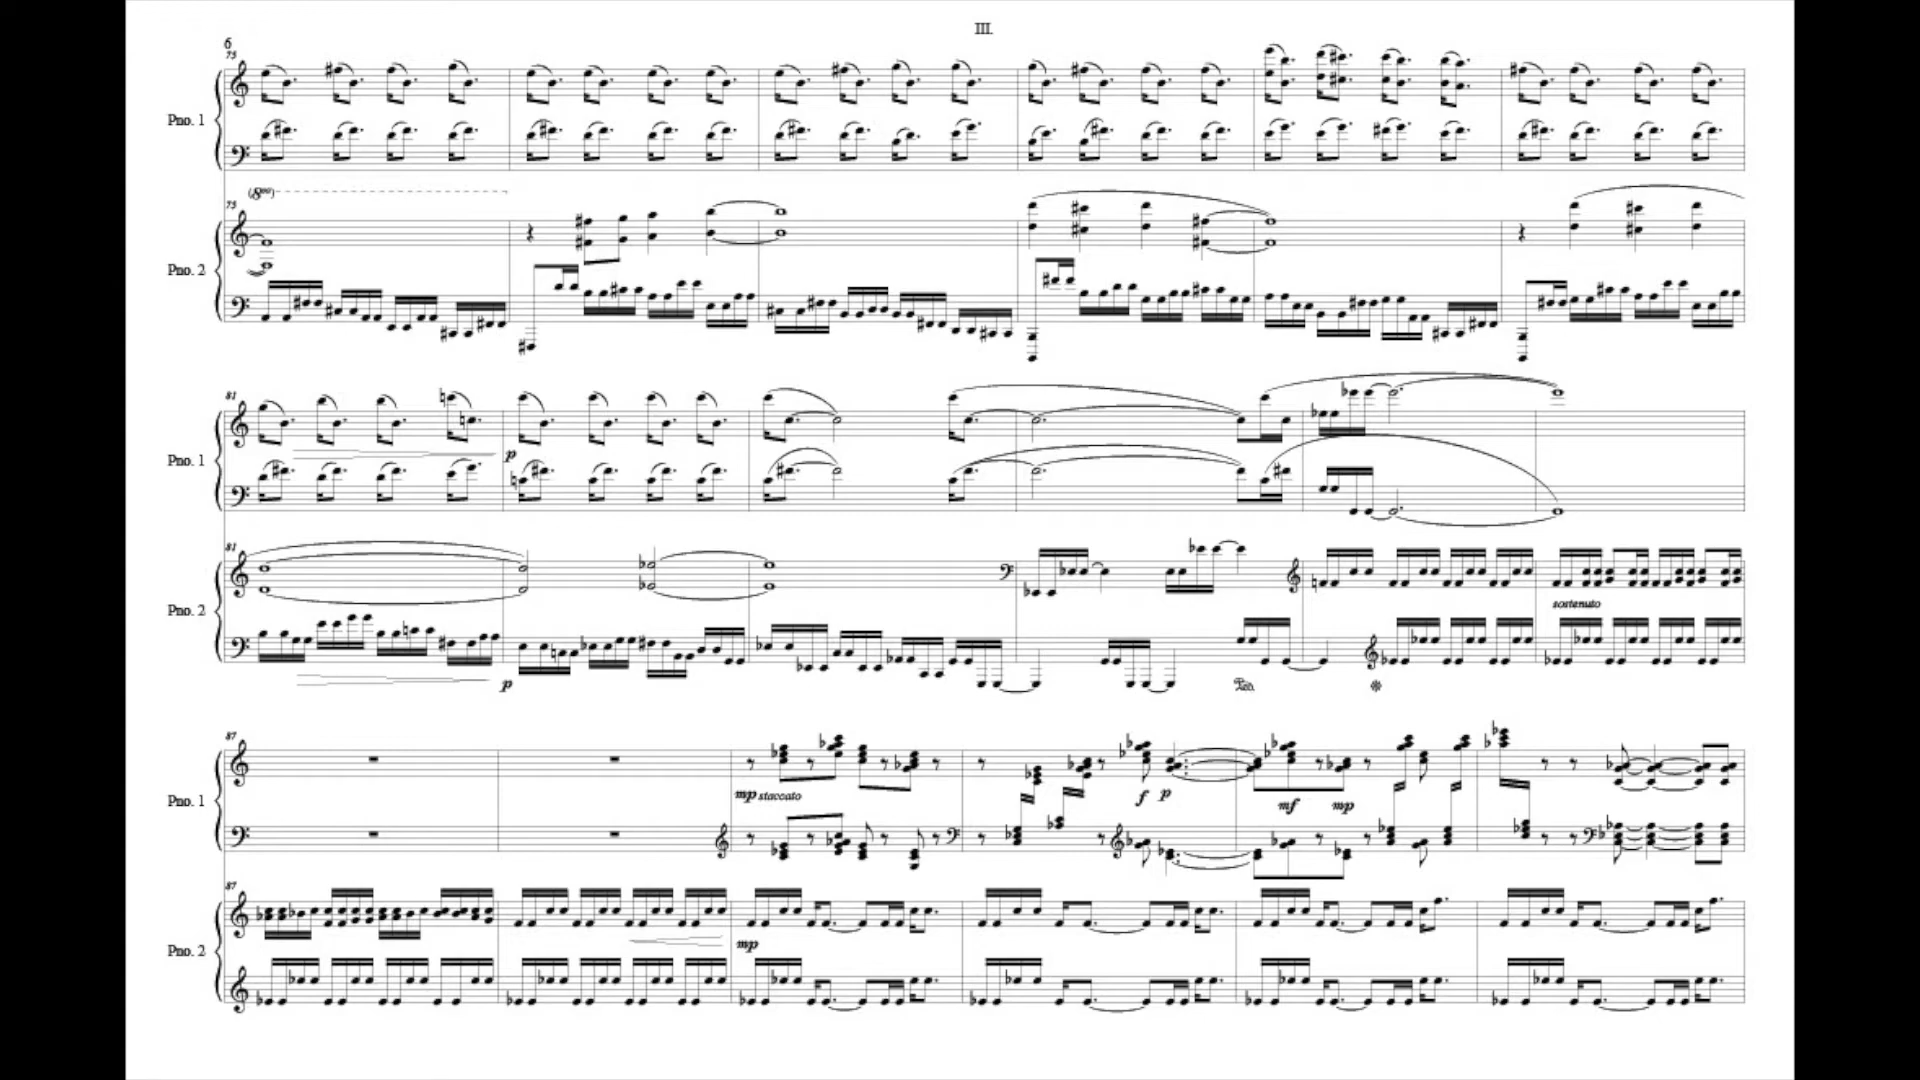 III.
6
75
Pno. 1
(8va)
75
Pno. 2
81
Pno. 1
p
81
Pno. 2
sostenuto
p
Ped.
87
Pno. 1
mp staccato
f p
mf
mp
87
Pno. 2
mp